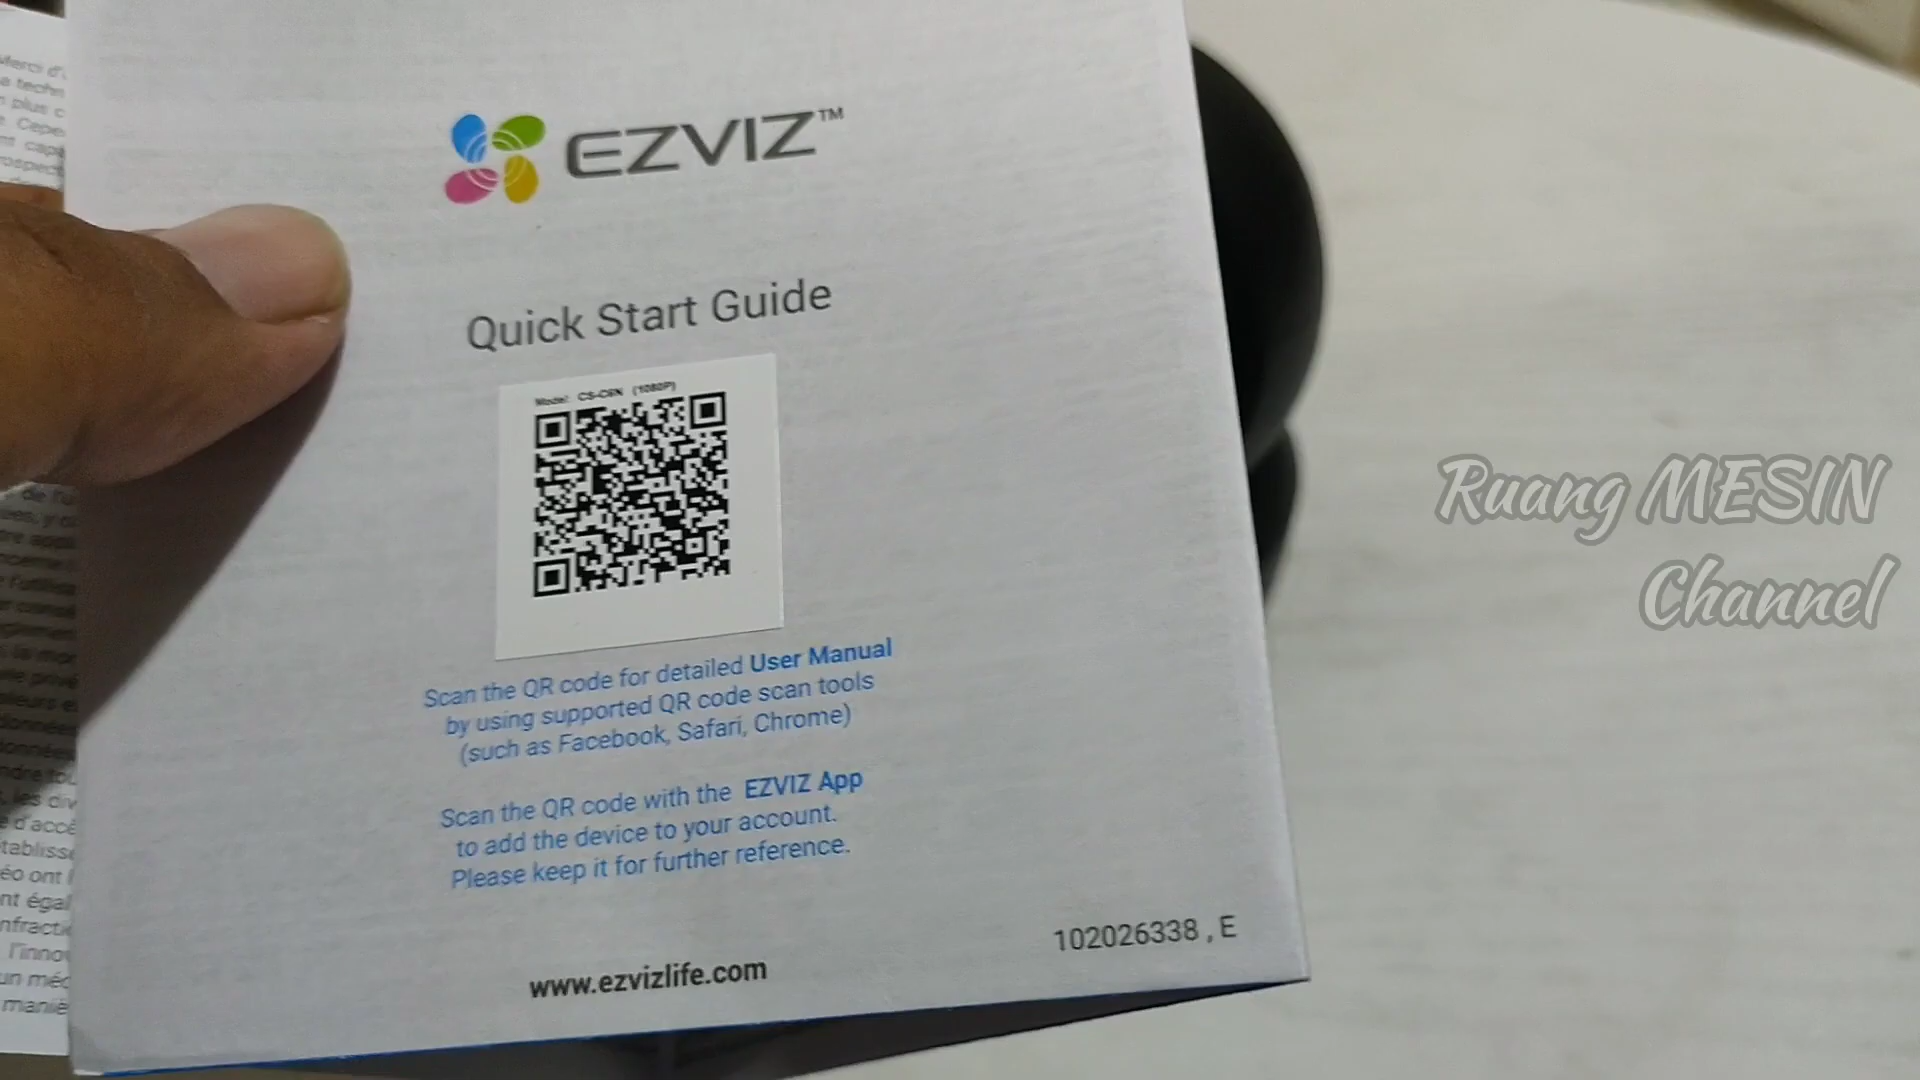 EZVIZ™
Quick Start Guide
Model: CS-C6N (1080P)
Scan the QR code for detailed User Manual
by using supported QR code scan tools
(such as Facebook, Safari, Chrome)
Scan the QR code with the EZVIZ App
to add the device to your account.
Please keep it for further reference.
102026338 , E
www.ezvizlife.com
Ruang MESIN
Channel